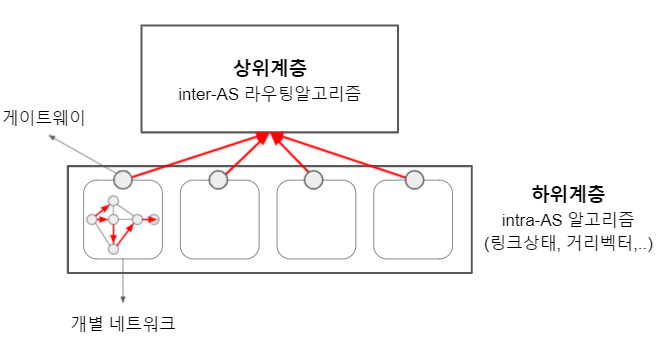 상위계층
inter-AS 라우팅알고리즘
게이트웨이
하위계층
intra-AS 알고리즘
(링크상태, 거리벡터,..)
개별 네트워크